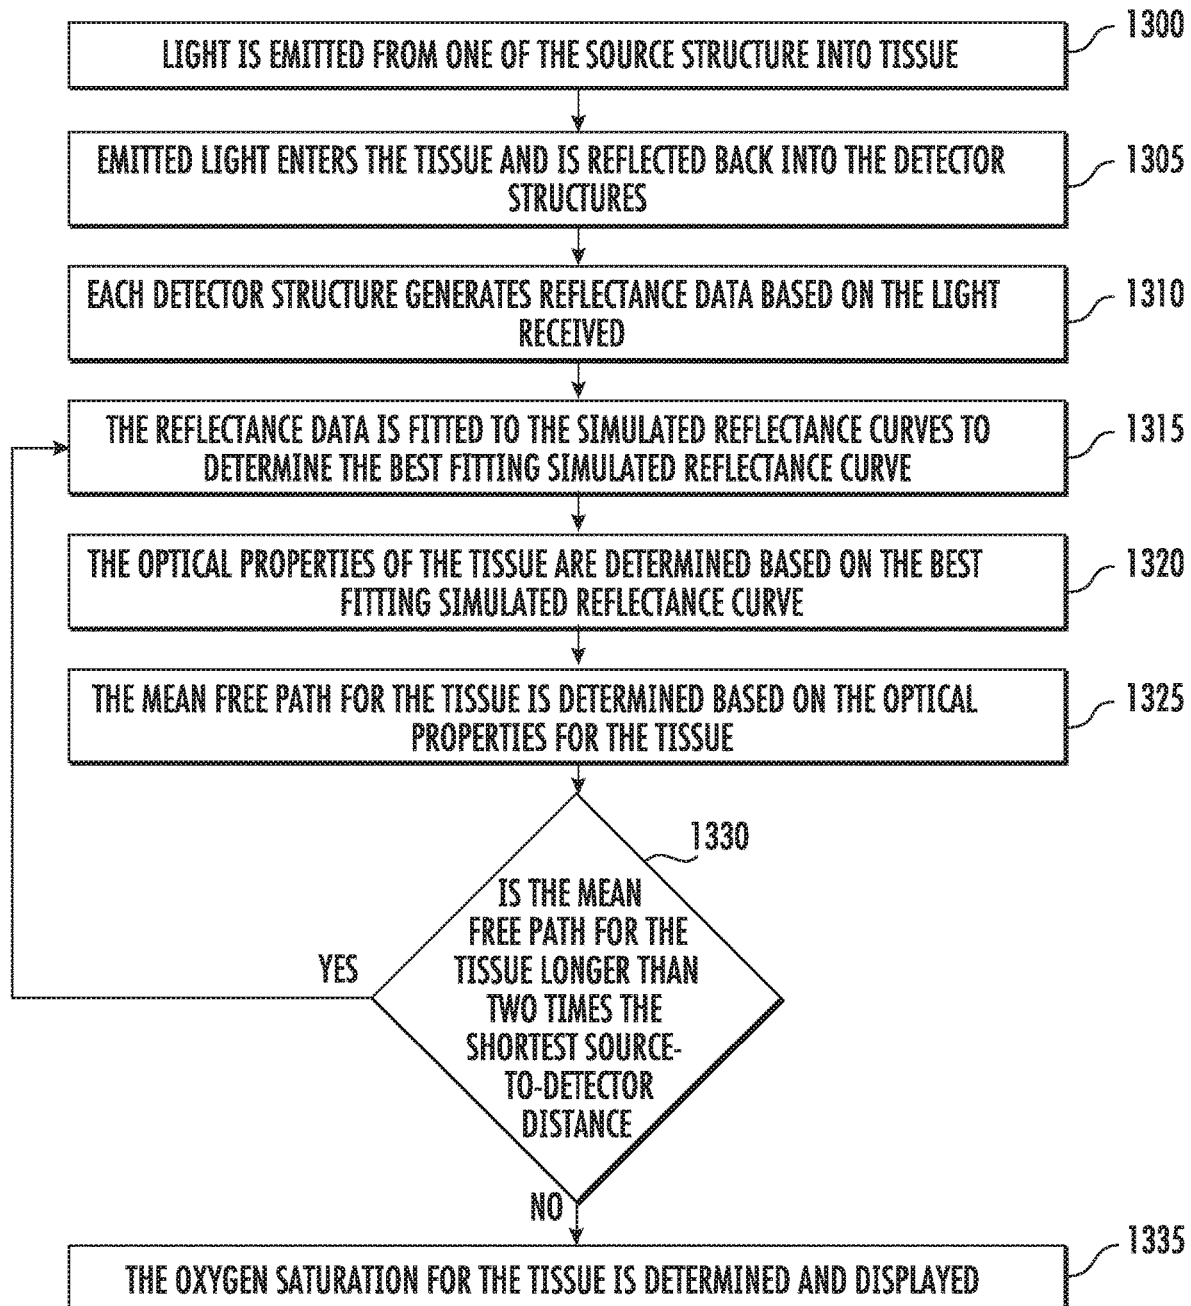 LIGHT IS EMITTED FROM ONE OF THE SOURCE STRUCTURE INTO TISSUE
1300
EMITTED LIGHT ENTERS THE TISSUE AND IS REFLECTED BACK INTO THE DETECTOR
STRUCTURES
1305
EACH DETECTOR STRUCTURE GENERATES REFLECTANCE DATA BASED ON THE LIGHT
RECEIVED
1310
THE REFLECTANCE DATA IS FITTED TO THE SIMULATED REFLECTANCE CURVES TO
DETERMINE THE BEST FITTING SIMULATED REFLECTANCE CURVE
1315
THE OPTICAL PROPERTIES OF THE TISSUE ARE DETERMINED BASED ON THE BEST
FITTING SIMULATED REFLECTANCE CURVE
1320
THE MEAN FREE PATH FOR THE TISSUE IS DETERMINED BASED ON THE OPTICAL
PROPERTIES FOR THE TISSUE
1325
1330
IS THE MEAN
FREE PATH FOR THE
TISSUE LONGER THAN
TWO TIMES THE
SHORTEST SOURCE-
TO-DETECTOR
DISTANCE
YES
NO
THE OXYGEN SATURATION FOR THE TISSUE IS DETERMINED AND DISPLAYED
1335